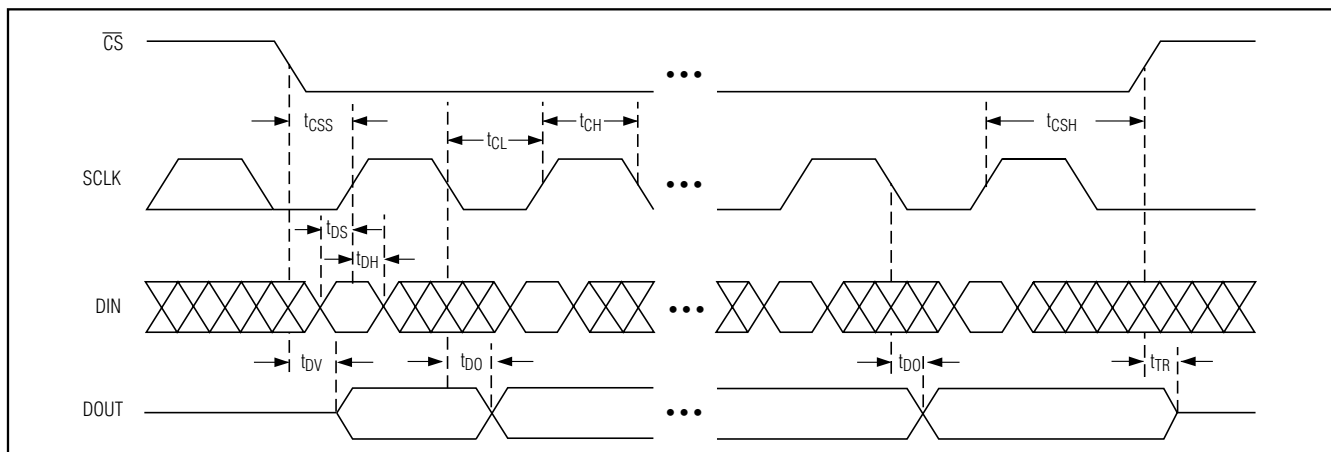 CS
tCSS
tCL
tCH
tCSH
SCLK
•••
tDS
tDH
DIN
•••
tDV
tDO
tDO
tTR
DOUT
•••